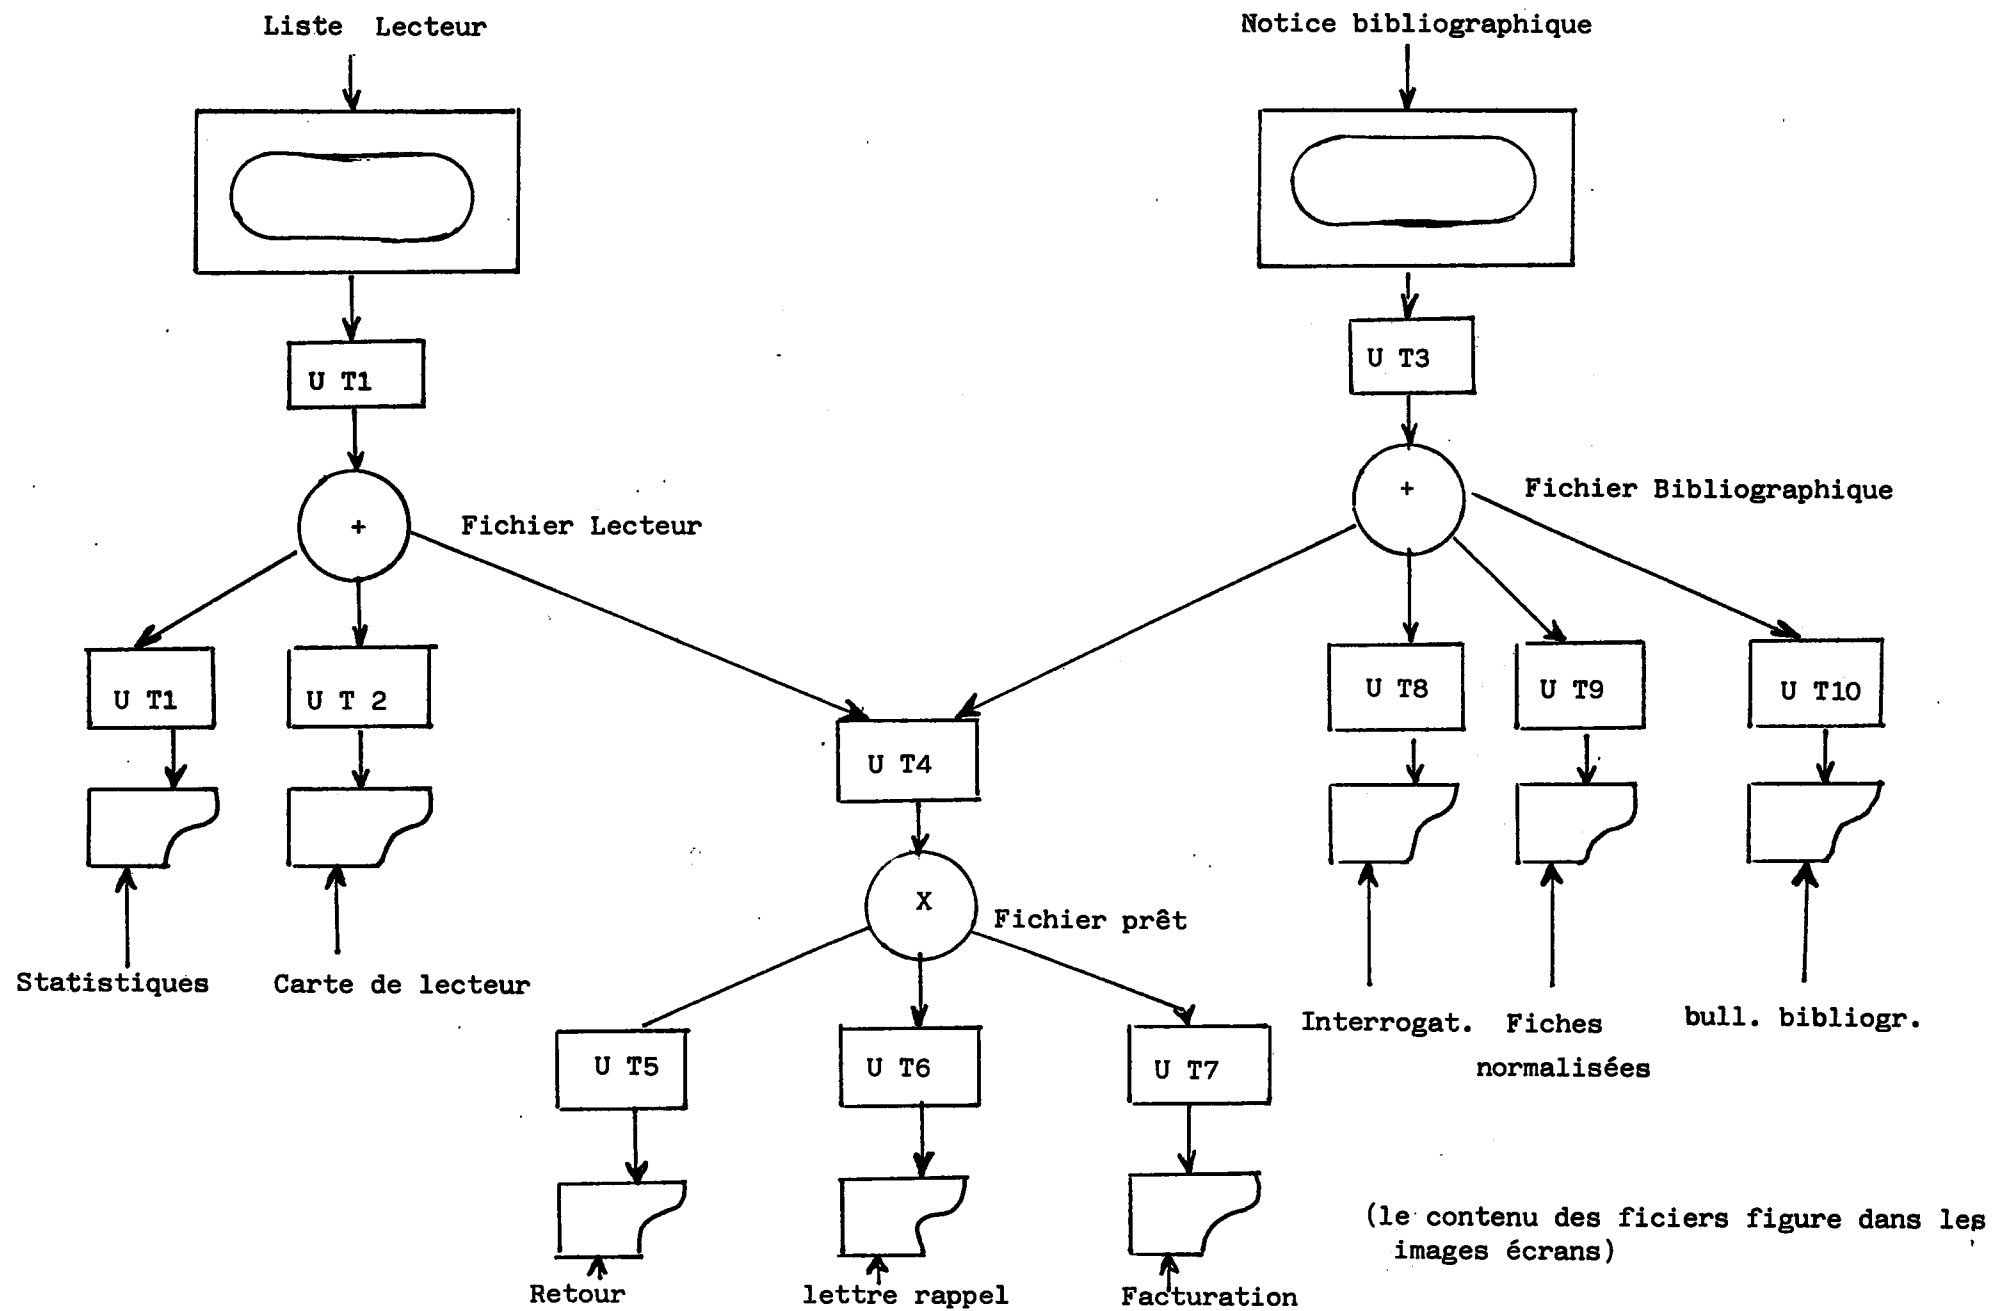 Liste Lecteur
Notice bibliographique
U T1
U T3
+
Fichier Lecteur
+
Fichier Bibliographique
U T1
U T 2
U T4
U T8
U T9
U T10
X
Fichier prêt
Statistiques
Carte de lecteur
Interrogat.
Fiches
normalisées
bull. bibliogr.
U T5
U T6
U T7
Retour
lettre rappel
Facturation
(le contenu des ficiers figure dans les
images écrans)